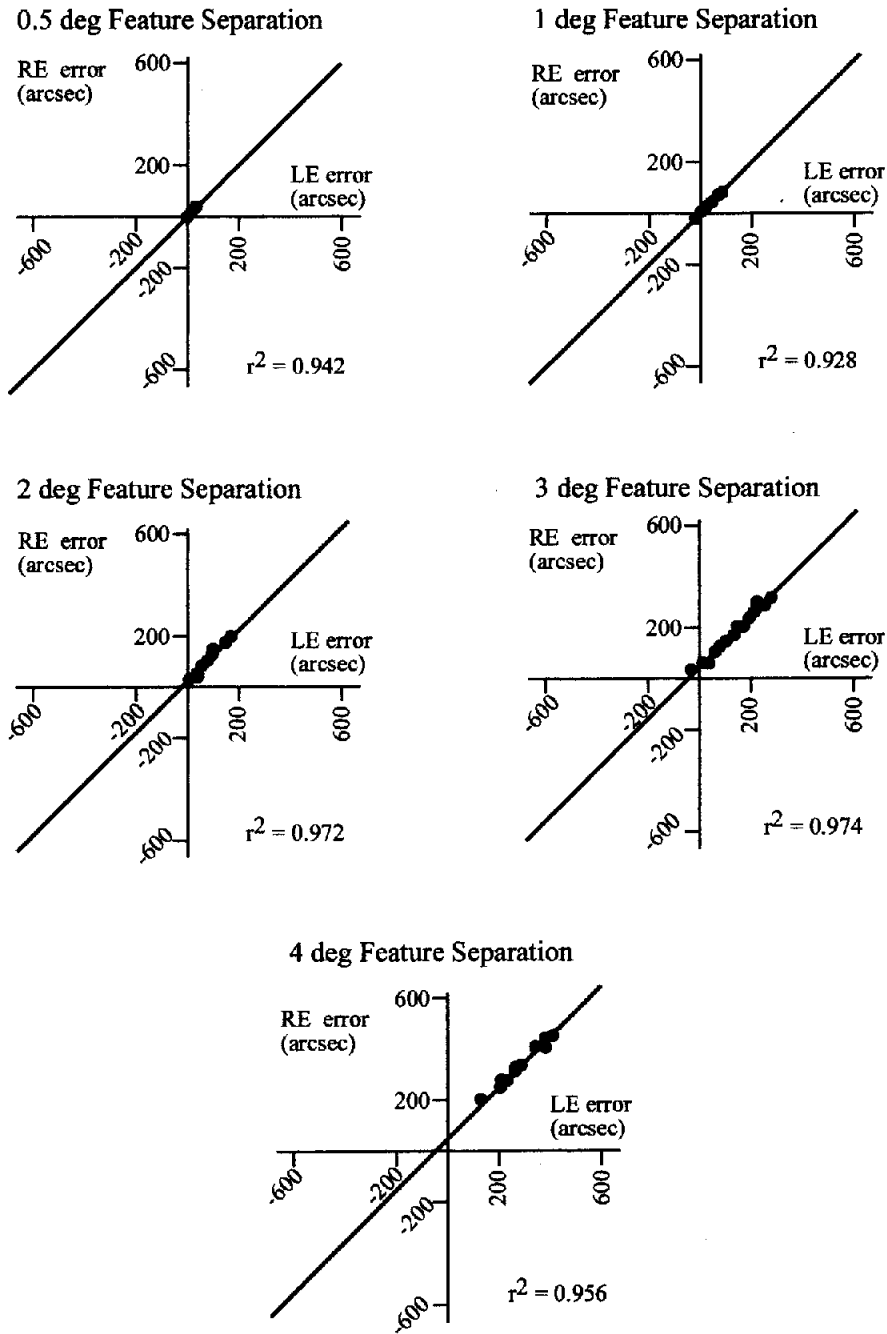 0.5 deg Feature Separation
RE error
(arcsec)
600
200
LE error
(arcsec)
-600
-200
200
600
-200
-600
r2 = 0.942
1 deg Feature Separation
RE error
(arcsec)
600
200
LE error
(arcsec)
-600
-200
200
600
-200
-600
r2 = 0.928
2 deg Feature Separation
RE error
(arcsec)
600
200
LE error
(arcsec)
-600
-200
200
600
-200
-600
r2 = 0.972
3 deg Feature Separation
RE error
(arcsec)
600
200
LE error
(arcsec)
-600
-200
200
600
-200
-600
r2 = 0.974
4 deg Feature Separation
RE error
(arcsec)
600
200
LE error
(arcsec)
-600
-200
200
600
-200
-600
r2 = 0.956